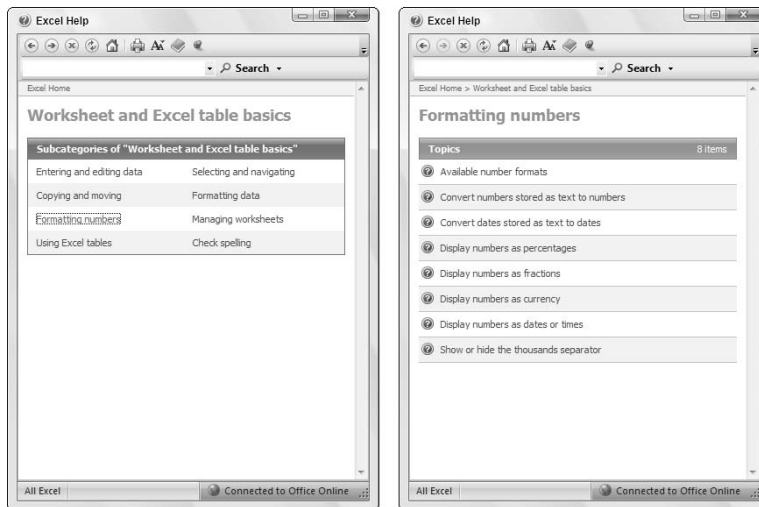 Excel Help
Search
Excel Home
Worksheet and Excel table basics
Subcategories of "Worksheet and Excel table basics"
Entering and editing data
Selecting and navigating
Copying and moving
Formatting data
Formatting numbers
Managing worksheets
Using Excel tables
Check spelling
All Excel
Connected to Office Online
Excel Help
Search
Excel Home > Worksheet and Excel table basics
Formatting numbers
Topics 8 items
Available number formats
Convert numbers stored as text to numbers
Convert dates stored as text to dates
Display numbers as percentages
Display numbers as fractions
Display numbers as currency
Display numbers as dates or times
Show or hide the thousands separator
All Excel
Connected to Office Online